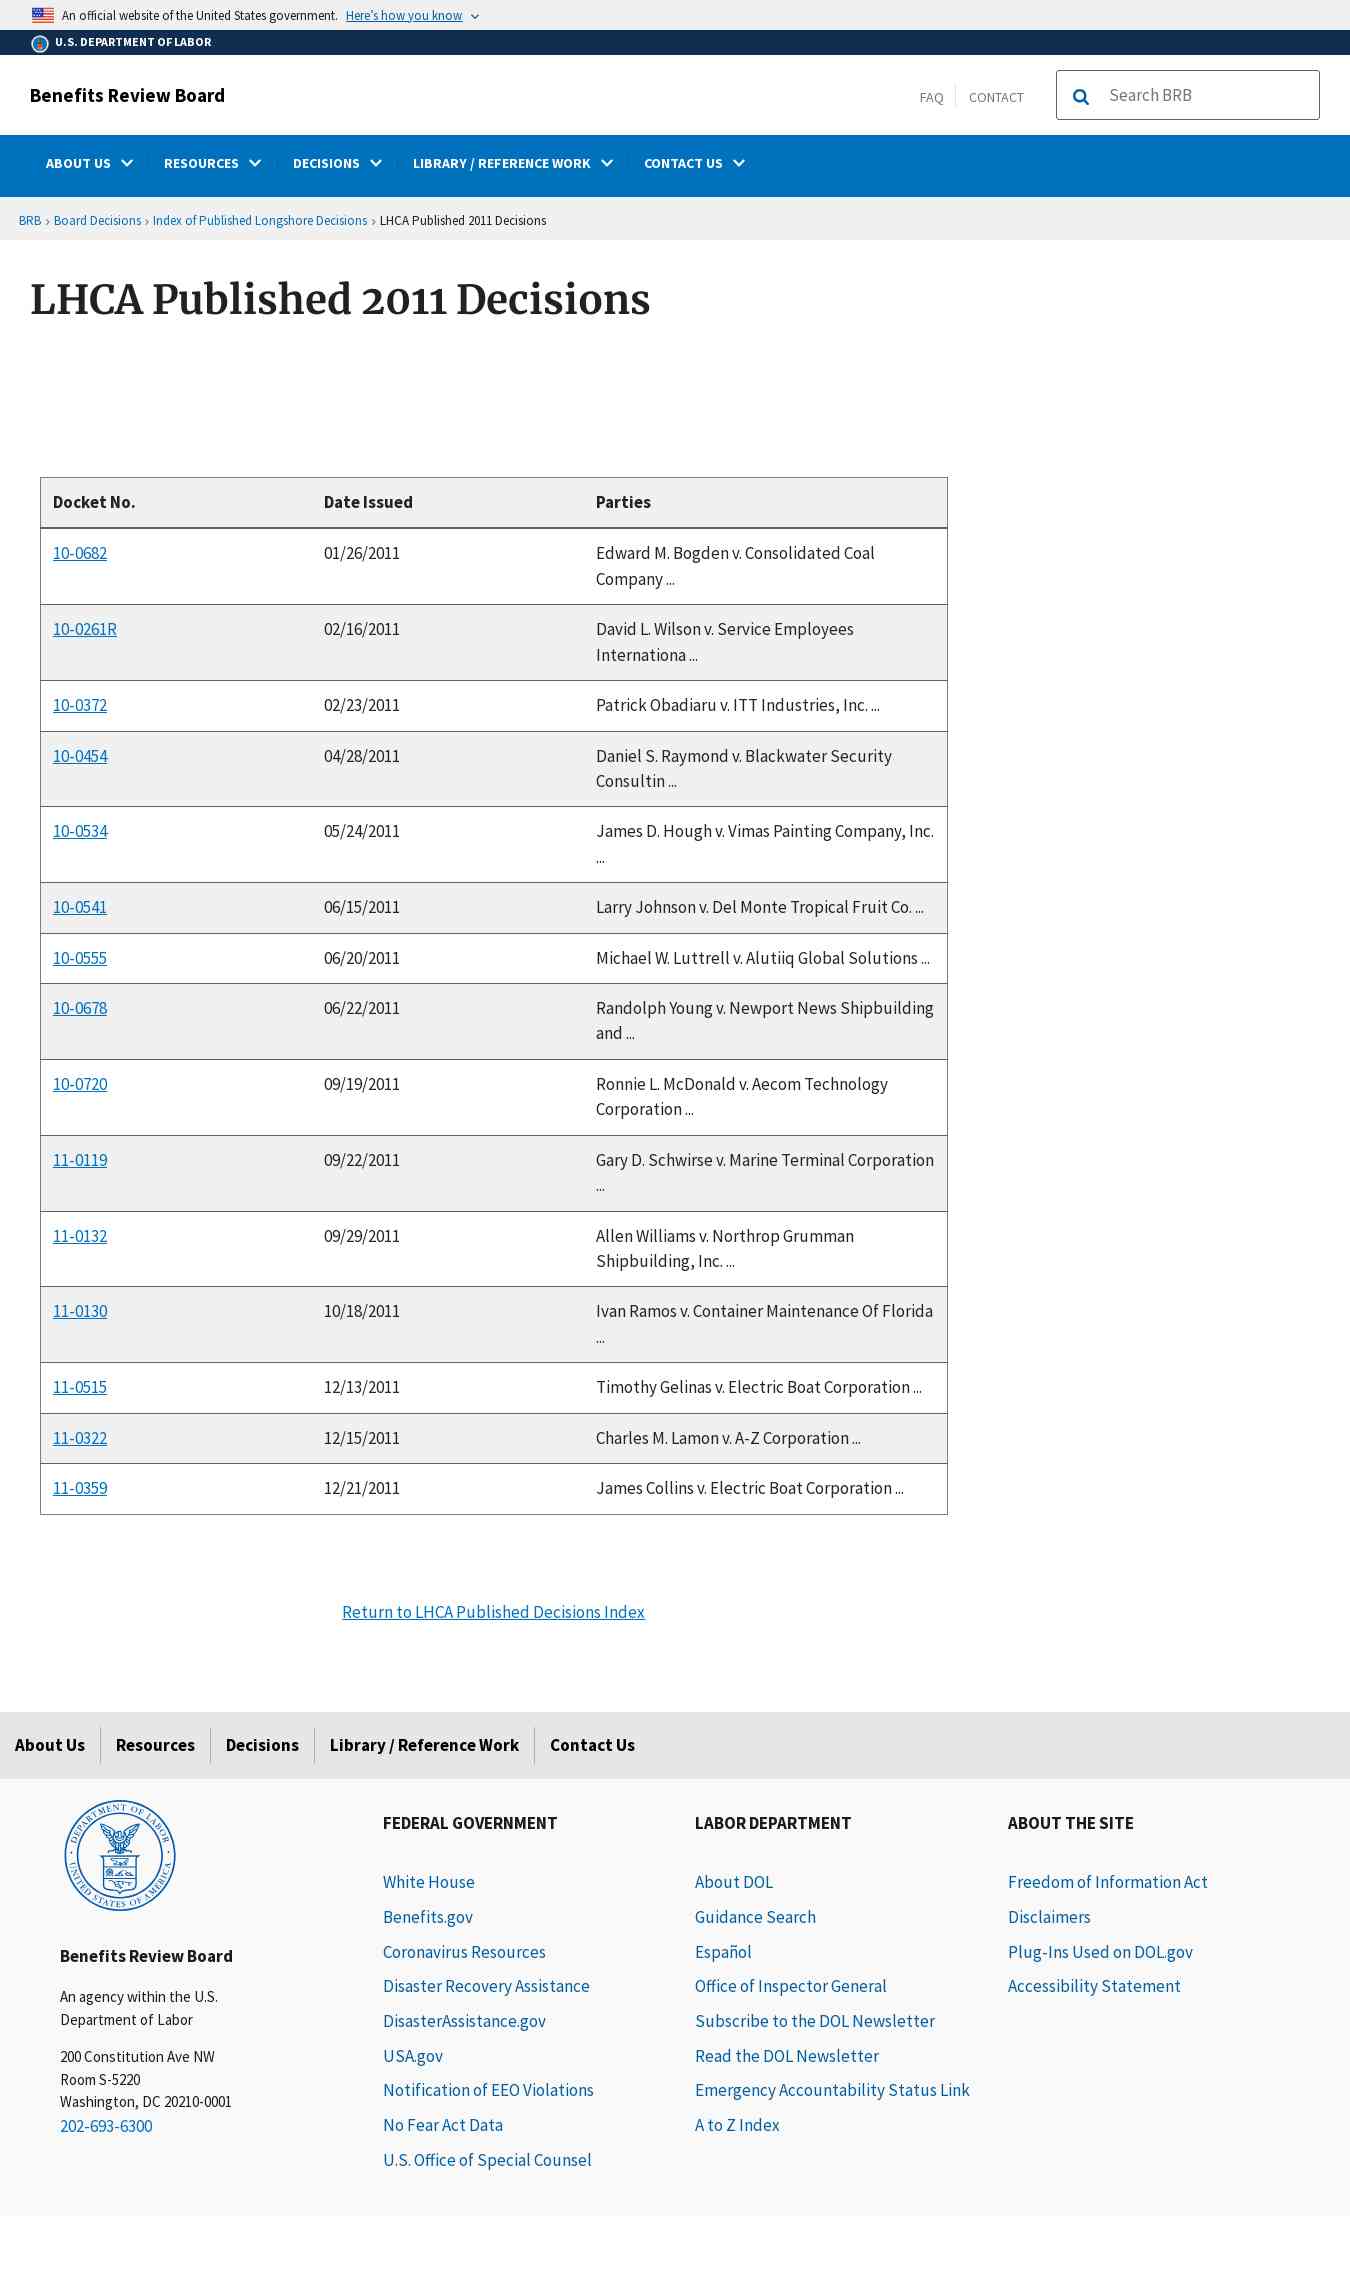 An official website of the United States government. Here's how you know
U.S. DEPARTMENT OF LABOR
Benefits Review Board
FAQ
CONTACT
Search BRB
ABOUT US
RESOURCES
DECISIONS
LIBRARY / REFERENCE WORK
CONTACT US
BRB › Board Decisions › Index of Published Longshore Decisions › LHCA Published 2011 Decisions
LHCA Published 2011 Decisions
Docket No. Date Issued Parties
10-0682 01/26/2011 Edward M. Bogden v. Consolidated Coal
Company ...
10-0261R 02/16/2011 David L. Wilson v. Service Employees
Internationa ...
10-0372 02/23/2011 Patrick Obadiaru v. ITT Industries, Inc. ...
10-0454 04/28/2011 Daniel S. Raymond v. Blackwater Security
Consultin ...
10-0534 05/24/2011 James D. Hough v. Vimas Painting Company, Inc.
...
10-0541 06/15/2011 Larry Johnson v. Del Monte Tropical Fruit Co. ...
10-0555 06/20/2011 Michael W. Luttrell v. Alutiiq Global Solutions ...
10-0678 06/22/2011 Randolph Young v. Newport News Shipbuilding
and ...
10-0720 09/19/2011 Ronnie L. McDonald v. Aecom Technology
Corporation ...
11-0119 09/22/2011 Gary D. Schwirse v. Marine Terminal Corporation
...
11-0132 09/29/2011 Allen Williams v. Northrop Grumman
Shipbuilding, Inc. ...
11-0130 10/18/2011 Ivan Ramos v. Container Maintenance Of Florida
...
11-0515 12/13/2011 Timothy Gelinas v. Electric Boat Corporation ...
11-0322 12/15/2011 Charles M. Lamon v. A-Z Corporation ...
11-0359 12/21/2011 James Collins v. Electric Boat Corporation ...
Return to LHCA Published Decisions Index
About Us
Resources
Decisions
Library / Reference Work
Contact Us
DEPARTMENT OF LABOR
UNITED STATES OF AMERICA
Benefits Review Board
An agency within the U.S.
Department of Labor
200 Constitution Ave NW
Room S-5220
Washington, DC 20210-0001
202-693-6300
FEDERAL GOVERNMENT
White House
Benefits.gov
Coronavirus Resources
Disaster Recovery Assistance
DisasterAssistance.gov
USA.gov
Notification of EEO Violations
No Fear Act Data
U.S. Office of Special Counsel
LABOR DEPARTMENT
About DOL
Guidance Search
Español
Office of Inspector General
Subscribe to the DOL Newsletter
Read the DOL Newsletter
Emergency Accountability Status Link
A to Z Index
ABOUT THE SITE
Freedom of Information Act
Disclaimers
Plug-Ins Used on DOL.gov
Accessibility Statement